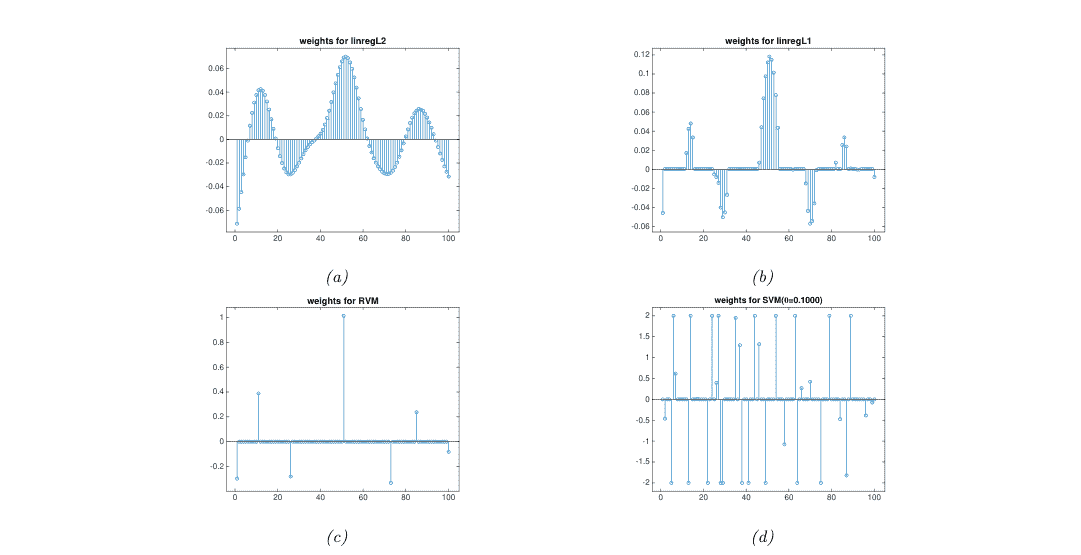 weights for linregL2
0.06
0.04
0.02
0
-0.02
-0.04
-0.06
0 20 40 60 80 100
(a)
weights for linregL1
0.12
0.1
0.08
0.06
0.04
0.02
0
-0.02
-0.04
-0.06
0 20 40 60 80 100
(b)
weights for RVM
1
0.8
0.6
0.4
0.2
0
-0.2
0 20 40 60 80 100
(c)
weights for SVM(θ=0.1000)
2
1.5
1
0.5
0
-0.5
-1
-1.5
-2
0 20 40 60 80 100
(d)